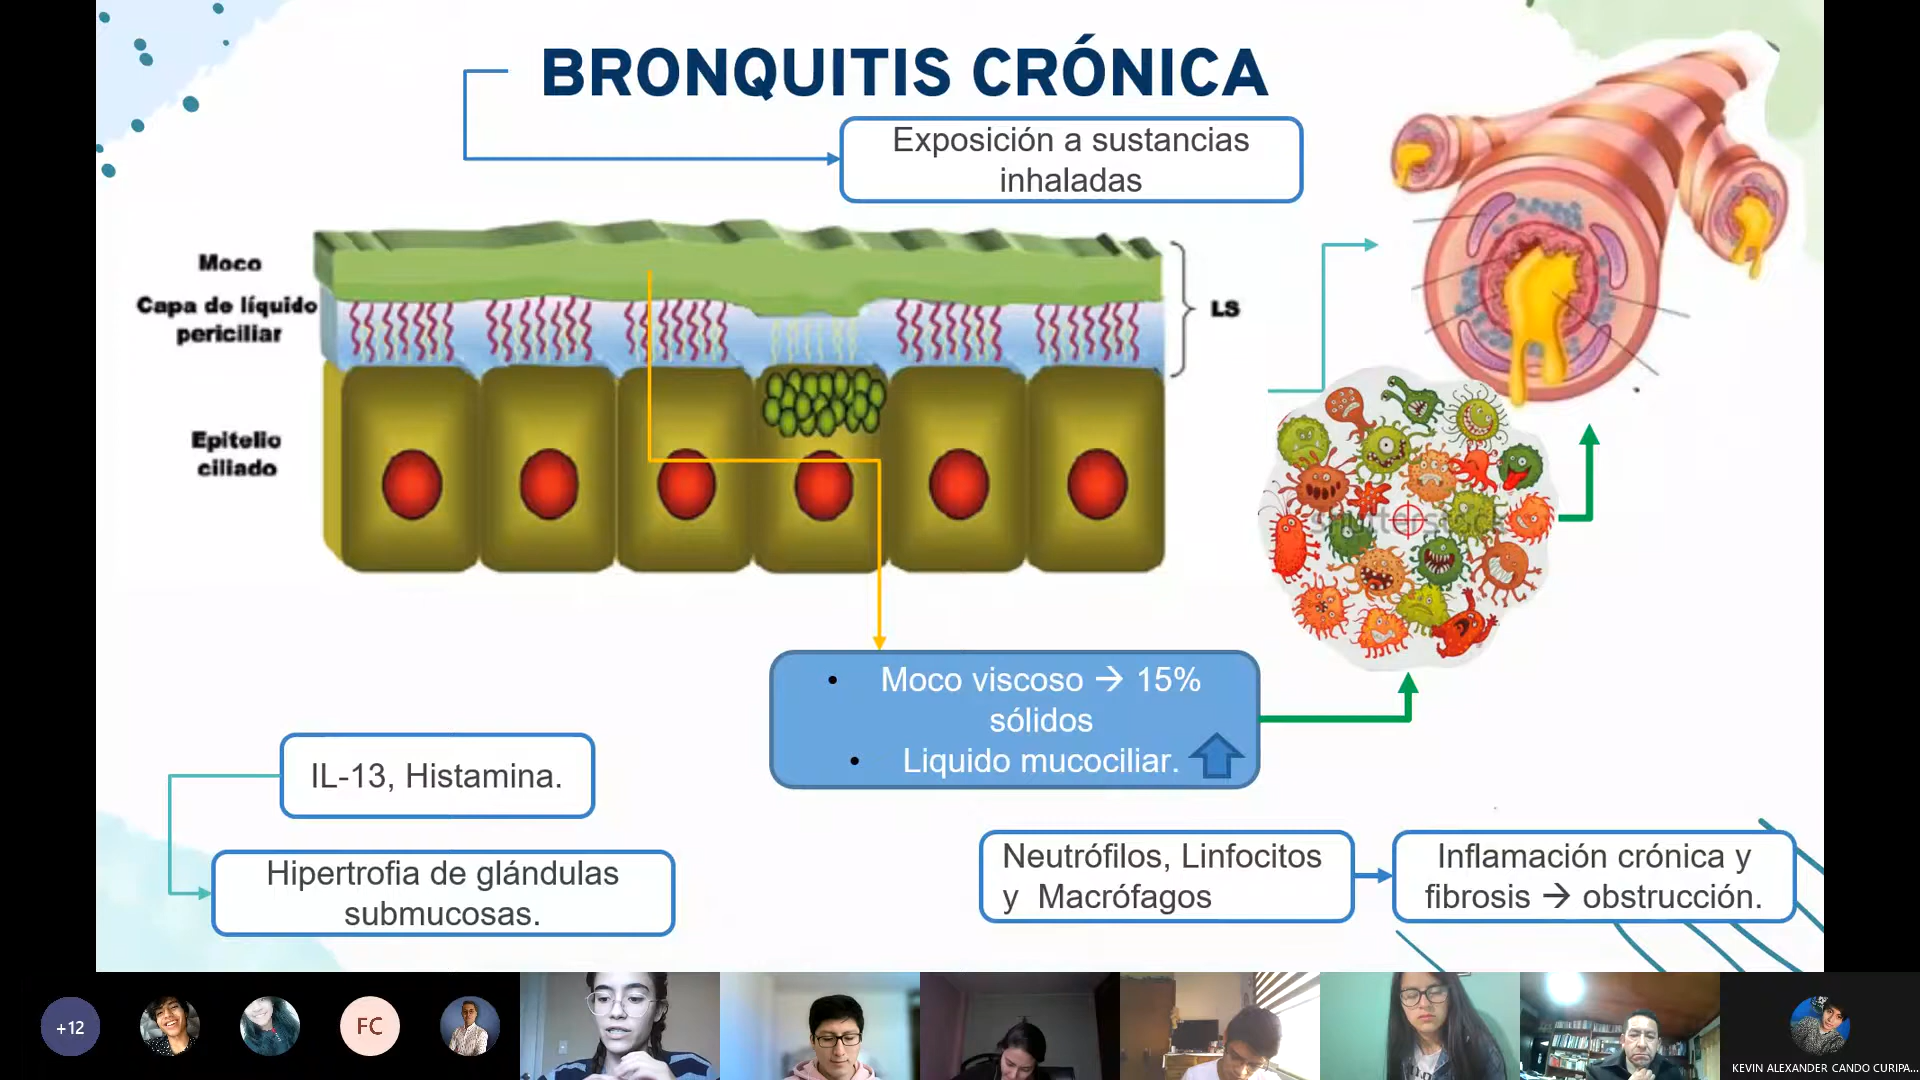 BRONQUITIS CRÓNICA
Exposición a sustancias
inhaladas
Moco
Capa de líquido
periciliar
LS
Epitelio
ciliado
shutterstock
• Moco viscoso → 15%
sólidos
• Liquido mucociliar.
IL-13, Histamina.
Hipertrofia de glándulas
submucosas.
Neutrófilos, Linfocitos
y Macrófagos
Inflamación crónica y
fibrosis → obstrucción.
+12
FC
KEVIN ALEXANDER CANDO CURIPA...